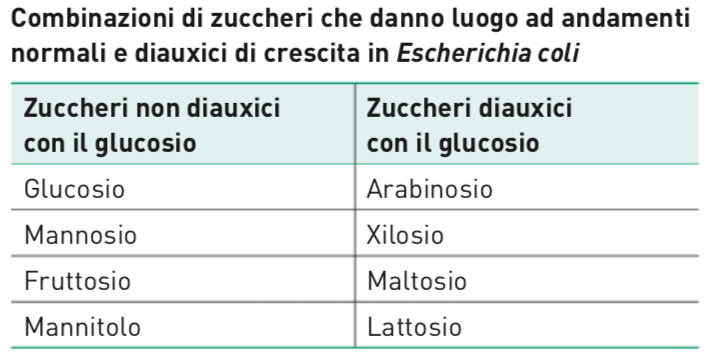 Combinazioni di zuccheri che danno luogo ad andamenti
normali e diauxici di crescita in Escherichia coli
Zuccheri non diauxici
con il glucosio
Zuccheri diauxici
con il glucosio
Glucosio
Arabinosio
Mannosio
Xilosio
Fruttosio
Maltosio
Mannitolo
Lattosio